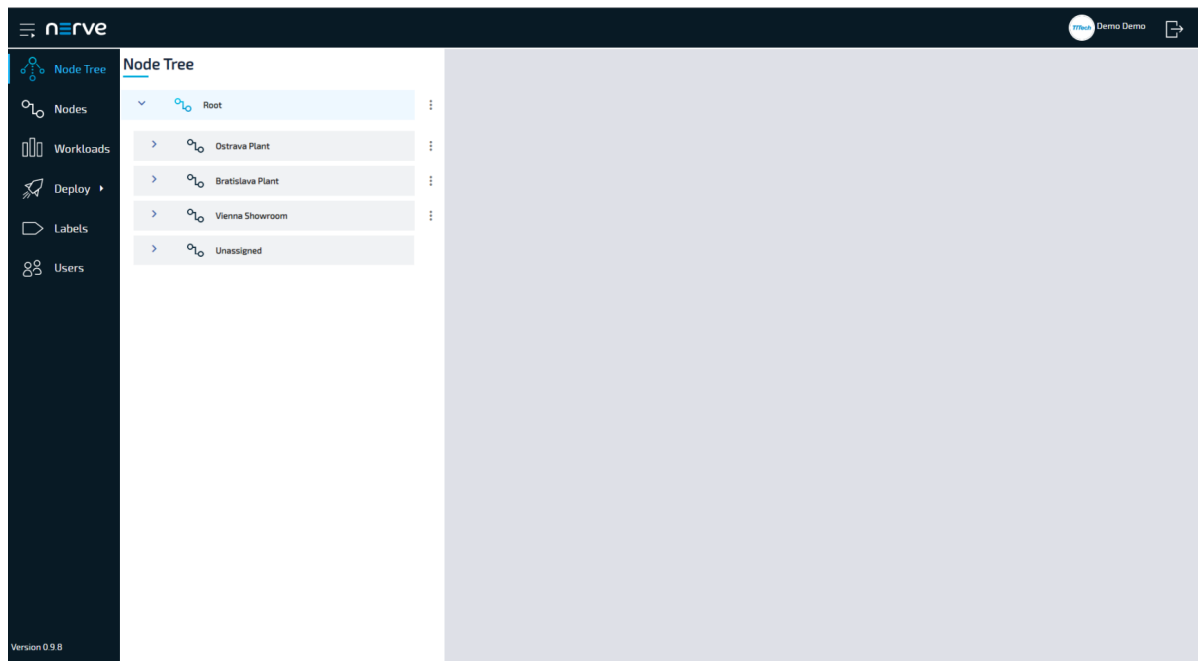 nerve
TTTech
Demo Demo
Node Tree
Nodes
Workloads
Deploy
Labels
Users
Version 0.9.8
Node Tree
Root
Ostrava Plant
Bratislava Plant
Vienna Showroom
Unassigned